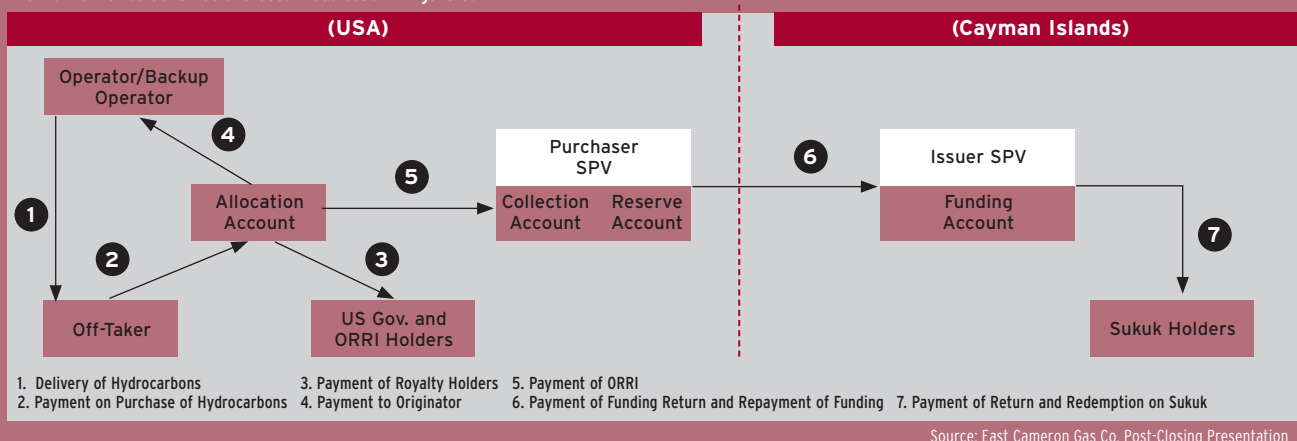 (USA)
(Cayman Islands)
Operator/Backup
Operator
4
Purchaser
SPV
6
Issuer SPV
5
Allocation
Account
Collection
Account
Reserve
Account
Funding
Account
1
2
3
7
Off-Taker
US Gov. and
ORRI Holders
Sukuk Holders
1. Delivery of Hydrocarbons
2. Payment on Purchase of Hydrocarbons
3. Payment of Royalty Holders
4. Payment to Originator
5. Payment of ORRI
6. Payment of Funding Return and Repayment of Funding
7. Payment of Return and Redemption on Sukuk
Source: East Cameron Gas Co. Post-Closing Presentation